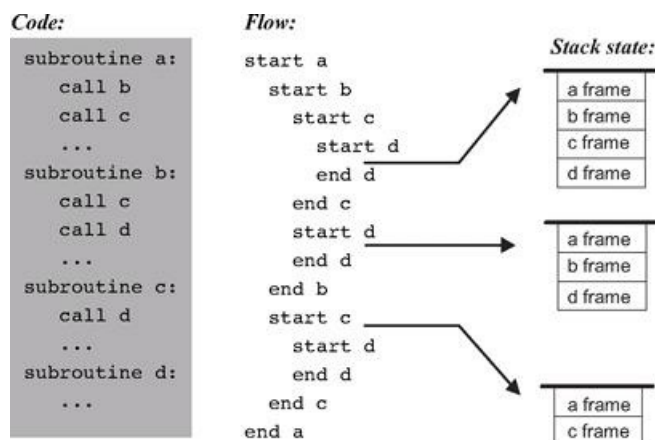 Code:
subroutine a:
call b
call c
...
subroutine b:
call c
call d
...
subroutine c:
call d
...
subroutine d:
...
Flow:
start a
start b
start c
start d
end d
end c
start d
end d
end b
start c
start d
end d
end c
end a
Stack state:
a frame
b frame
c frame
d frame
a frame
b frame
d frame
a frame
c frame